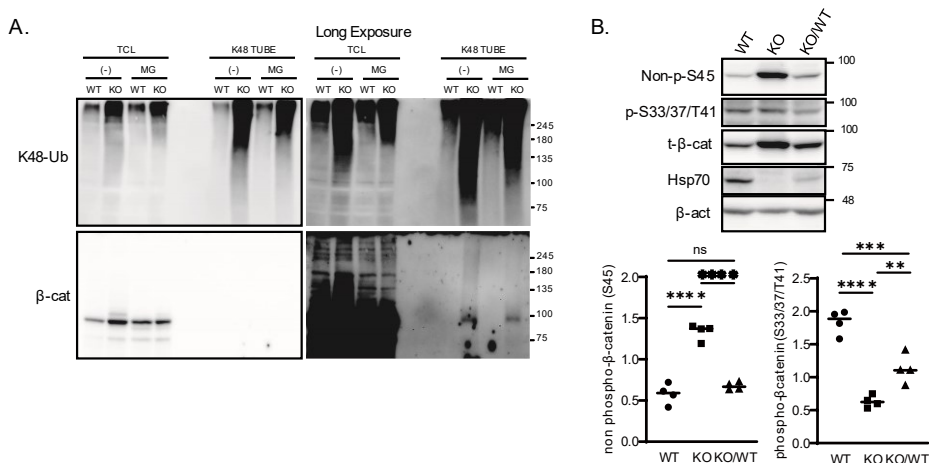 A.
Long Exposure
TCL
K48 TUBE
TCL
K48 TUBE
(-) MG (-) MG (-) MG (-) MG
WT KO WT KO WT KO WT KO WT KO WT KO WT KO WT KO
K48-Ub
245
180
135
100
75
β-cat
245
180
135
100
75
B.
WT KO KO/WT
Non-p-S45
100
p-S33/37/T41
100
t-β-cat
100
Hsp70
75
β-act
48
non phospho-β-catenin (S45)
2.0
1.5
1.0
0.5
0.0
ns
****
****
WT KO KO/WT
phospho-βcatenin (S33/37/T41)
2.0
1.5
1.0
0.5
0.0
***
**** **
WT KO KO/WT